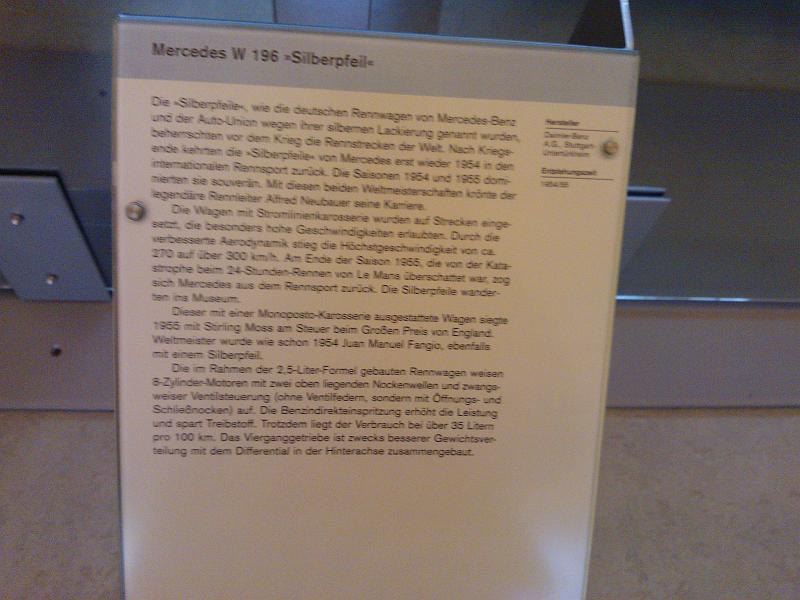 Mercedes W 196 »Silberpfeil«
Die »Silberpfeile«, wie die deutschen Rennwagen von Mercedes-Benz
und der Auto-Union wegen ihrer silbernen Lackierung genannt wurden,
beherrschten vor dem Krieg die Rennstrecken der Welt. Nach Kriegs-
ende kehrten die »Silberpfeile« von Mercedes erst wieder 1954 in den
internationalen Rennsport zurück. Die Saisonen 1954 und 1955 domi-
nierten sie souverän. Mit diesen beiden Weltmeisterschaften krönte der
legendäre Rennleiter Alfred Neubauer seine Karriere.
Die Wagen mit Stromlinienkarosserie wurden auf Strecken einge-
setzt, die besonders hohe Geschwindigkeiten erlaubten. Durch die
verbesserte Aerodynamik stieg die Höchstgeschwindigkeit von ca.
270 auf über 300 km/h. Am Ende der Saison 1955, die von der Kata-
strophe beim 24-Stunden-Rennen von Le Mans überschattet war, zog
sich Mercedes aus dem Rennsport zurück. Die Silberpfeile wander-
ten ins Museum.
Dieser mit einer Monoposto-Karosserie ausgestattete Wagen siegte
1955 mit Stirling Moss am Steuer beim Großen Preis von England.
Weltmeister wurde wie schon 1954 Juan Manuel Fangio, ebenfalls
mit einem Silberpfeil.
Die im Rahmen der 2,5-Liter-Formel gebauten Rennwagen weisen
8-Zylinder-Motoren mit zwei oben liegenden Nockenwellen und zwangs-
weiser Ventilsteuerung (ohne Ventilfedern, sondern mit Öffnungs- und
Schließnocken) auf. Die Benzindirekteinspritzung erhöht die Leistung
und spart Treibstoff. Trotzdem liegt der Verbrauch bei über 35 Litern
pro 100 km. Das Vierganggetriebe ist zwecks besserer Gewichtsver-
teilung mit dem Differential in der Hinterachse zusammengebaut.
Hersteller
Daimler-Benz
A.G., Stuttgart-
Untertürkheim
Entstehungszeit
1954/55